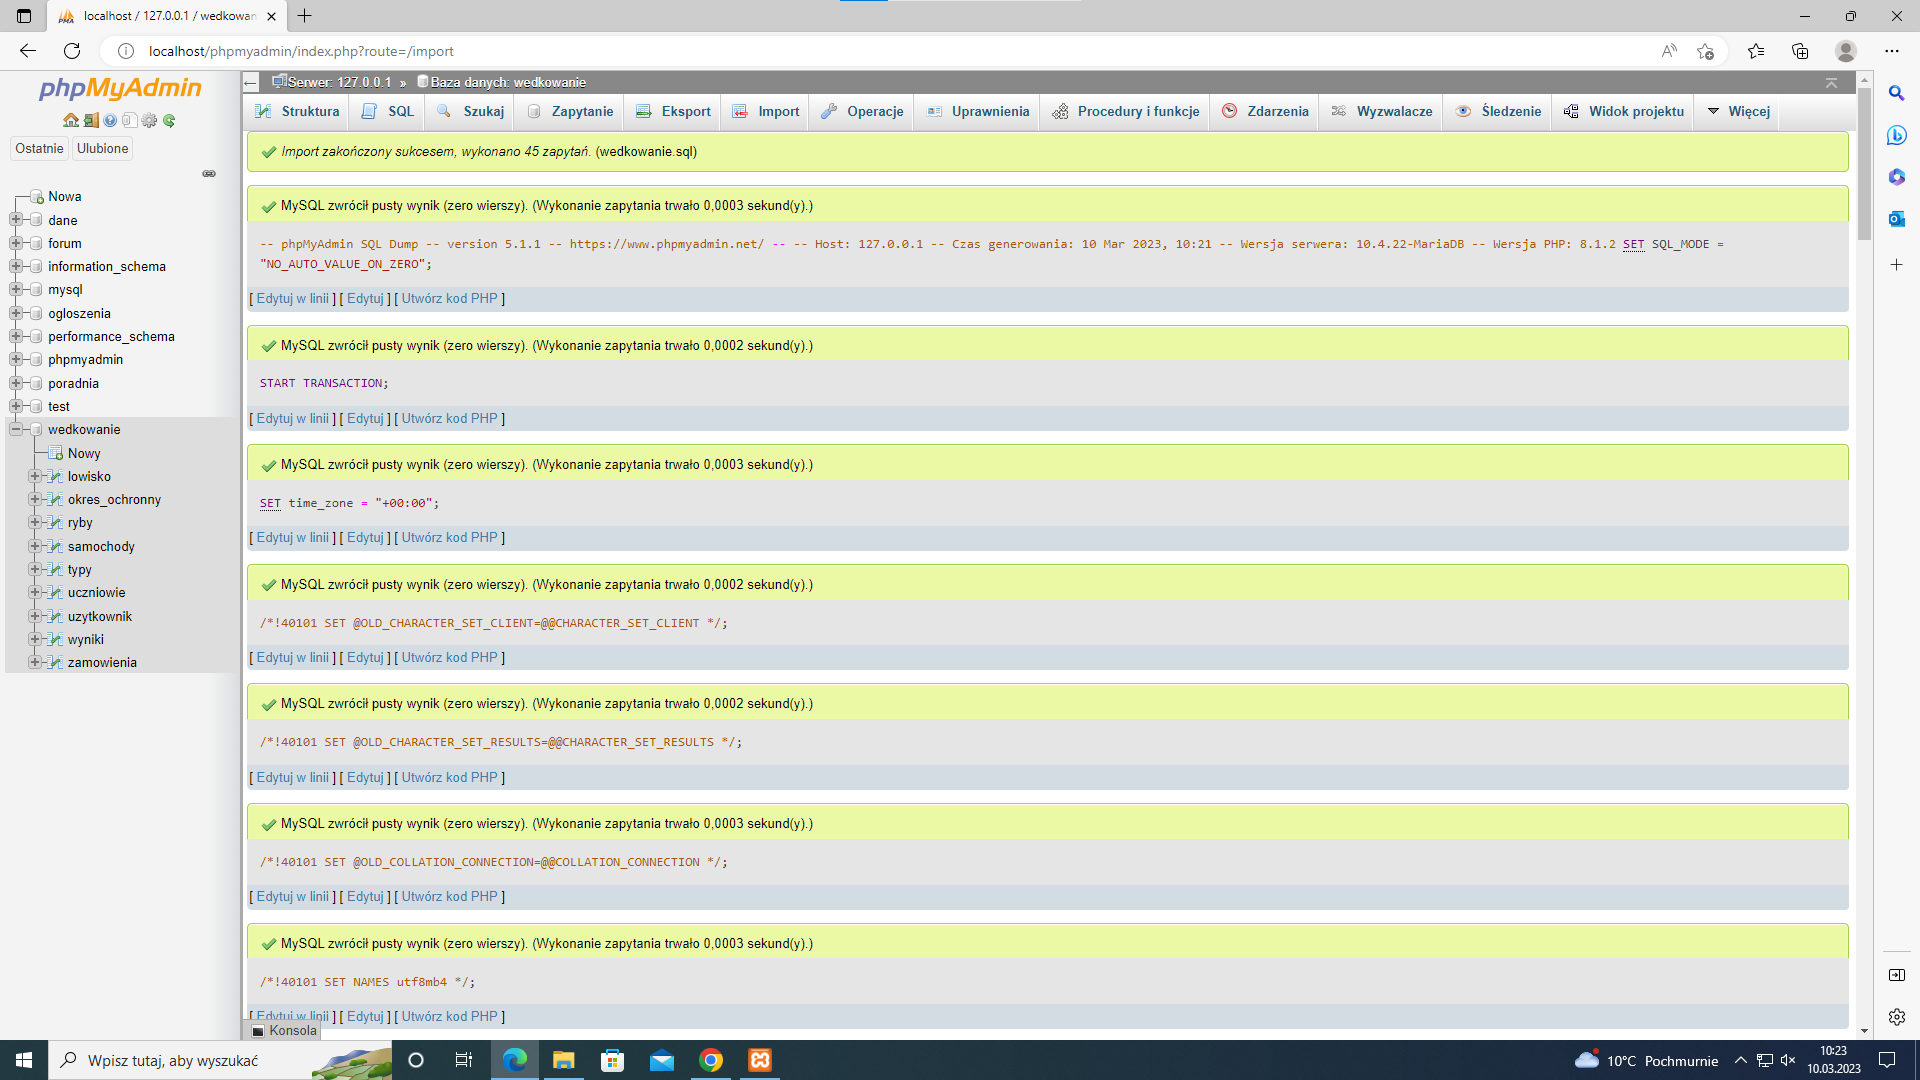 localhost / 127.0.0.1 / wedkowan
localhost/phpmyadmin/index.php?route=/import
phpMyAdmin
Ostatnie
Ulubione
Nowa
dane
forum
information_schema
mysql
ogloszenia
performance_schema
phpmyadmin
poradnia
test
wedkowanie
Nowy
lowisko
okres_ochronny
ryby
samochody
typy
uczniowie
uzytkownik
wyniki
zamowienia
Serwer: 127.0.0.1 » Baza danych: wedkowanie
Struktura SQL Szukaj Zapytanie Eksport Import Operacje Uprawnienia Procedury i funkcje Zdarzenia Wyzwalacze Śledzenie Widok projektu Więcej
Import zakończony sukcesem, wykonano 45 zapytań. (wedkowanie.sql)
MySQL zwrócił pusty wynik (zero wierszy). (Wykonanie zapytania trwało 0,0003 sekund(y).)
-- phpMyAdmin SQL Dump -- version 5.1.1 -- https://www.phpmyadmin.net/ -- -- Host: 127.0.0.1 -- Czas generowania: 10 Mar 2023, 10:21 -- Wersja serwera: 10.4.22-MariaDB -- Wersja PHP: 8.1.2 SET SQL_MODE =
"NO_AUTO_VALUE_ON_ZERO";
[ Edytuj w linii ] [ Edytuj ] [ Utwórz kod PHP ]
MySQL zwrócił pusty wynik (zero wierszy). (Wykonanie zapytania trwało 0,0002 sekund(y).)
START TRANSACTION;
[ Edytuj w linii ] [ Edytuj ] [ Utwórz kod PHP ]
MySQL zwrócił pusty wynik (zero wierszy). (Wykonanie zapytania trwało 0,0003 sekund(y).)
SET time_zone = "+00:00";
[ Edytuj w linii ] [ Edytuj ] [ Utwórz kod PHP ]
MySQL zwrócił pusty wynik (zero wierszy). (Wykonanie zapytania trwało 0,0002 sekund(y).)
/*!40101 SET @OLD_CHARACTER_SET_CLIENT=@@CHARACTER_SET_CLIENT */;
[ Edytuj w linii ] [ Edytuj ] [ Utwórz kod PHP ]
MySQL zwrócił pusty wynik (zero wierszy). (Wykonanie zapytania trwało 0,0002 sekund(y).)
/*!40101 SET @OLD_CHARACTER_SET_RESULTS=@@CHARACTER_SET_RESULTS */;
[ Edytuj w linii ] [ Edytuj ] [ Utwórz kod PHP ]
MySQL zwrócił pusty wynik (zero wierszy). (Wykonanie zapytania trwało 0,0003 sekund(y).)
/*!40101 SET @OLD_COLLATION_CONNECTION=@@COLLATION_CONNECTION */;
[ Edytuj w linii ] [ Edytuj ] [ Utwórz kod PHP ]
MySQL zwrócił pusty wynik (zero wierszy). (Wykonanie zapytania trwało 0,0003 sekund(y).)
/*!40101 SET NAMES utf8mb4 */;
[ Edytuj w linii ] [ Edytuj ] [ Utwórz kod PHP ]
Konsola
Wpisz tutaj, aby wyszukać
10°C Pochmurnie
10:23
10.03.2023